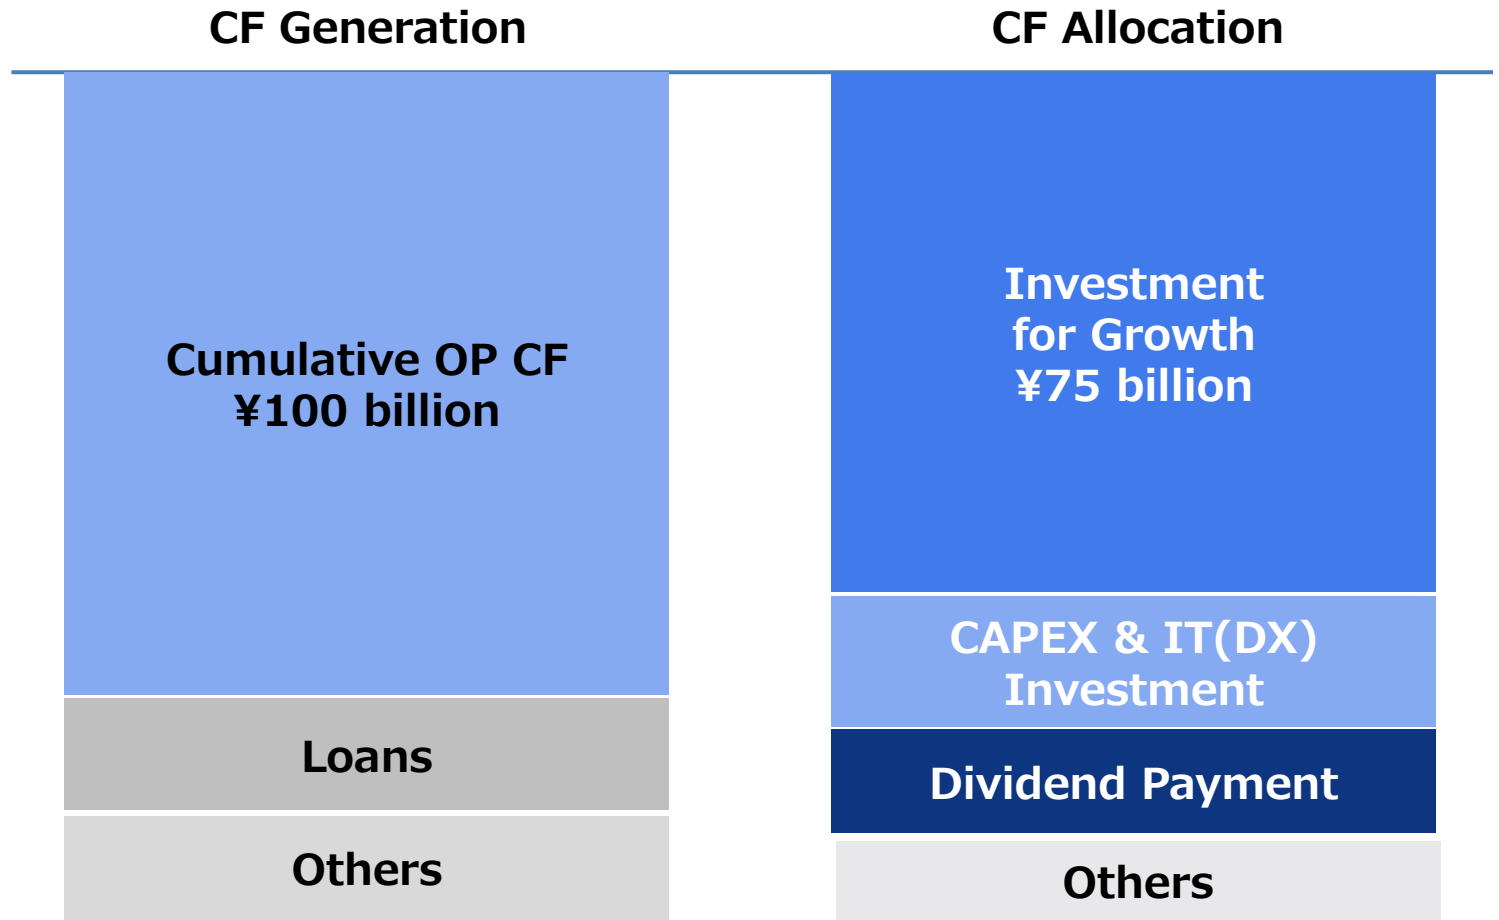 CF Generation
CF Allocation
Cumulative OP CF
¥100 billion
Loans
Others
Investment
for Growth
¥75 billion
CAPEX & IT(DX)
Investment
Dividend Payment
Others